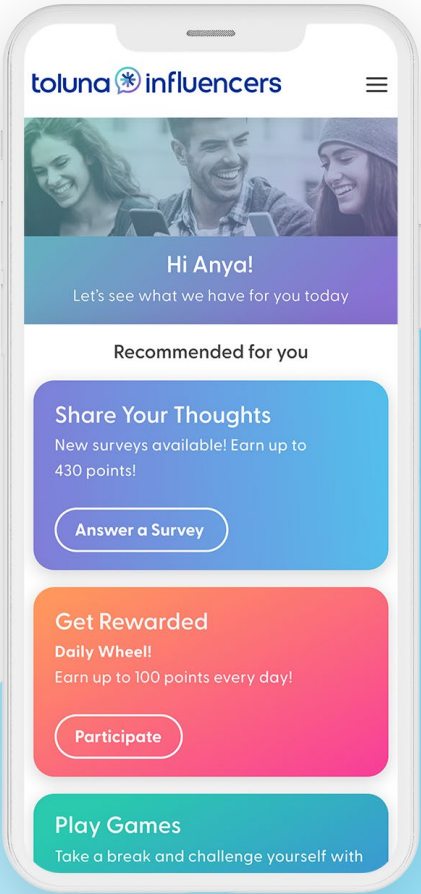 toluna influencers
Hi Anya!
Let's see what we have for you today
Recommended for you
Share Your Thoughts
New surveys available! Earn up to
430 points!
Answer a Survey
Get Rewarded
Daily Wheel!
Earn up to 100 points every day!
Participate
Play Games
Take a break and challenge yourself with